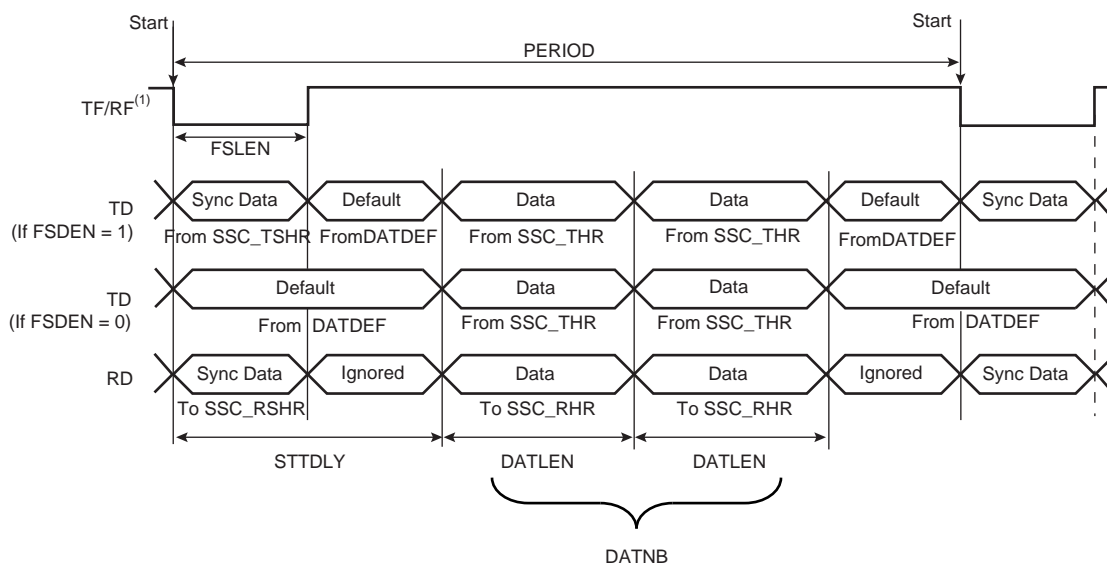 Start
Start
PERIOD
TF/RF(1)
FSLEN
TD
(If FSDEN = 1)
Sync Data
Default
Data
Data
Default
Sync Data
From SSC_TSHR
FromDATDEF
From SSC_THR
From SSC_THR
FromDATDEF
TD
(If FSDEN = 0)
Default
Data
Data
Default
From DATDEF
From SSC_THR
From SSC_THR
From DATDEF
RD
Sync Data
Ignored
Data
Data
Ignored
Sync Data
To SSC_RSHR
To SSC_RHR
To SSC_RHR
STTDLY
DATLEN
DATLEN
DATNB